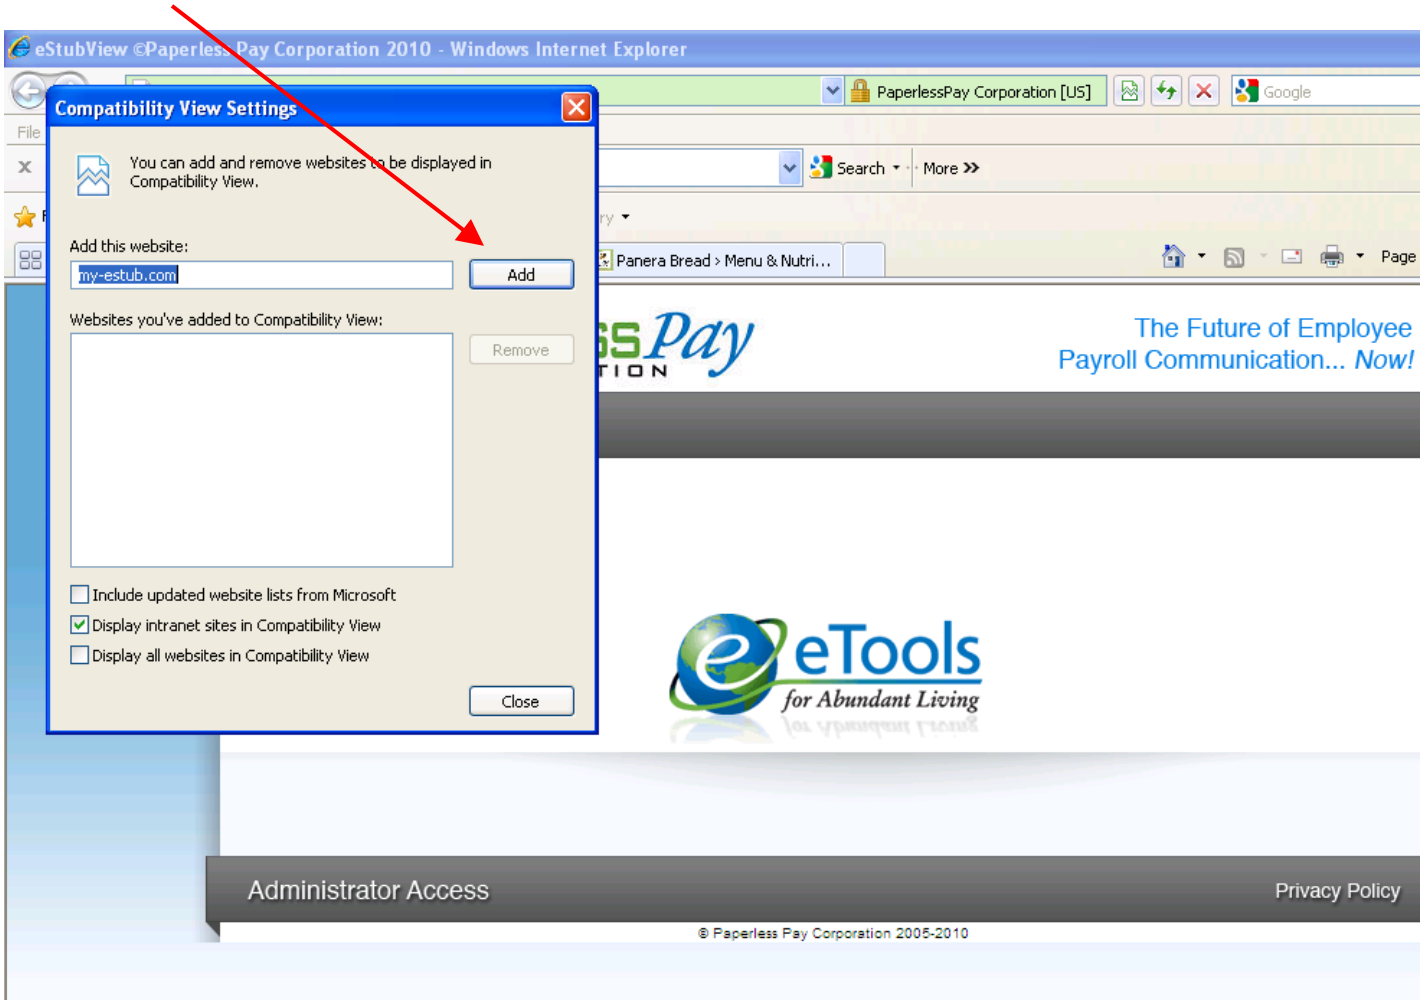 eStubView ©Paperless Pay Corporation 2010 - Windows Internet Explorer
PaperlessPay Corporation [US]
Google
Compatibility View Settings
File
You can add and remove websites to be displayed in
Compatibility View.
Search
More >>
Add this website:
my-estub.com
Add
Panera Bread > Menu & Nutri...
Page
Websites you've added to Compatibility View:
Remove
Pay
The Future of Employee
Payroll Communication... Now!
Include updated website lists from Microsoft
Display intranet sites in Compatibility View
Display all websites in Compatibility View
Close
eTools
for Abundant Living
Administrator Access
Privacy Policy
© Paperless Pay Corporation 2005-2010